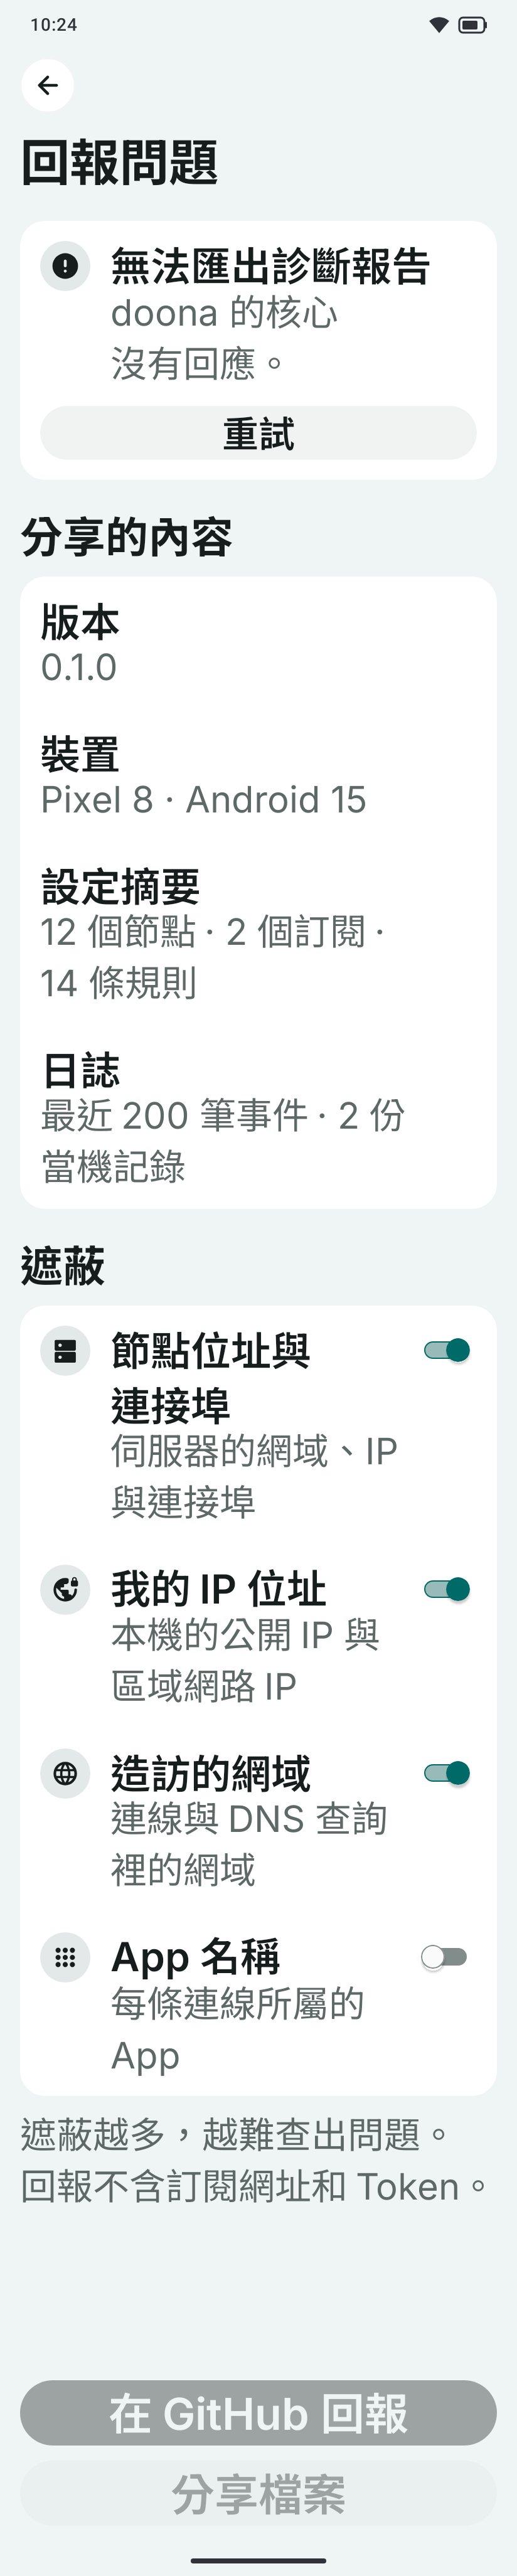 10:24
回報問題
無法匯出診斷報告
doona 的核心
沒有回應。
重試
分享的內容
版本
0.1.0
裝置
Pixel 8 · Android 15
設定摘要
12 個節點 · 2 個訂閱 ·
14 條規則
日誌
最近 200 筆事件 · 2 份
當機記錄
遮蔽
節點位址與
連接埠
伺服器的網域、IP
與連接埠
我的 IP 位址
本機的公開 IP 與
區域網路 IP
造訪的網域
連線與 DNS 查詢
裡的網域
App 名稱
每條連線所屬的
App
遮蔽越多，越難查出問題。
回報不含訂閱網址和 Token。
在 GitHub 回報
分享檔案